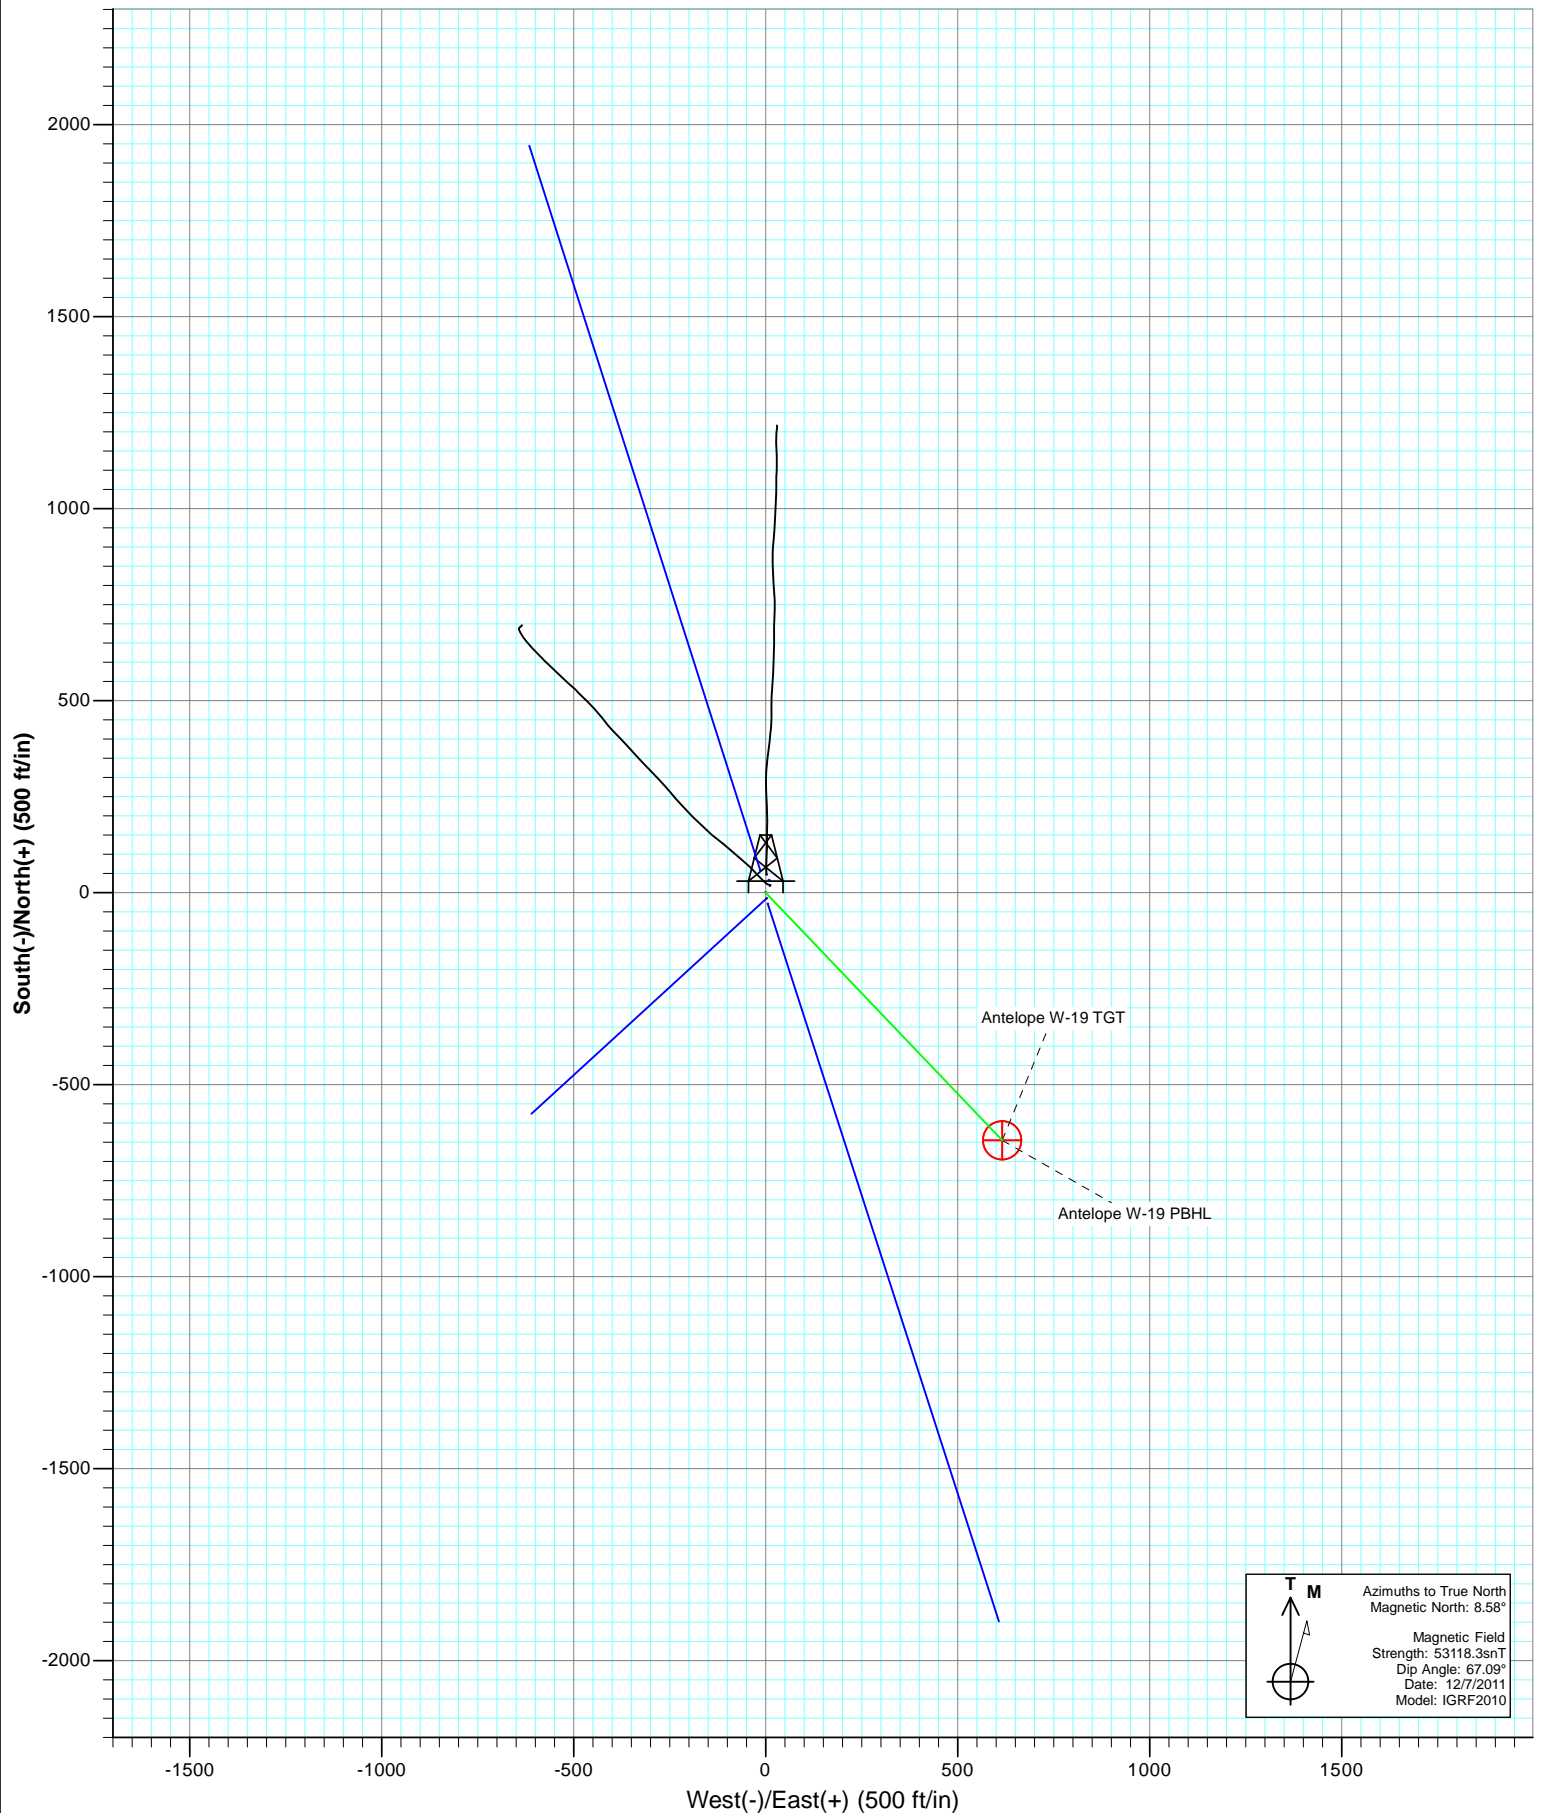 2000
1500
1000
500
0
-500
-1000
-1500
-2000
South(-)/North(+) (500 ft/in)
Antelope W-19 TGT
Antelope W-19 PBHL
T
M
Azimuths to True North
Magnetic North: 8.58°
Magnetic Field
Strength: 53118.3snT
Dip Angle: 67.09°
Date: 12/7/2011
Model: IGRF2010
-1500 -1000 -500 0 500 1000 1500
West(-)/East(+) (500 ft/in)